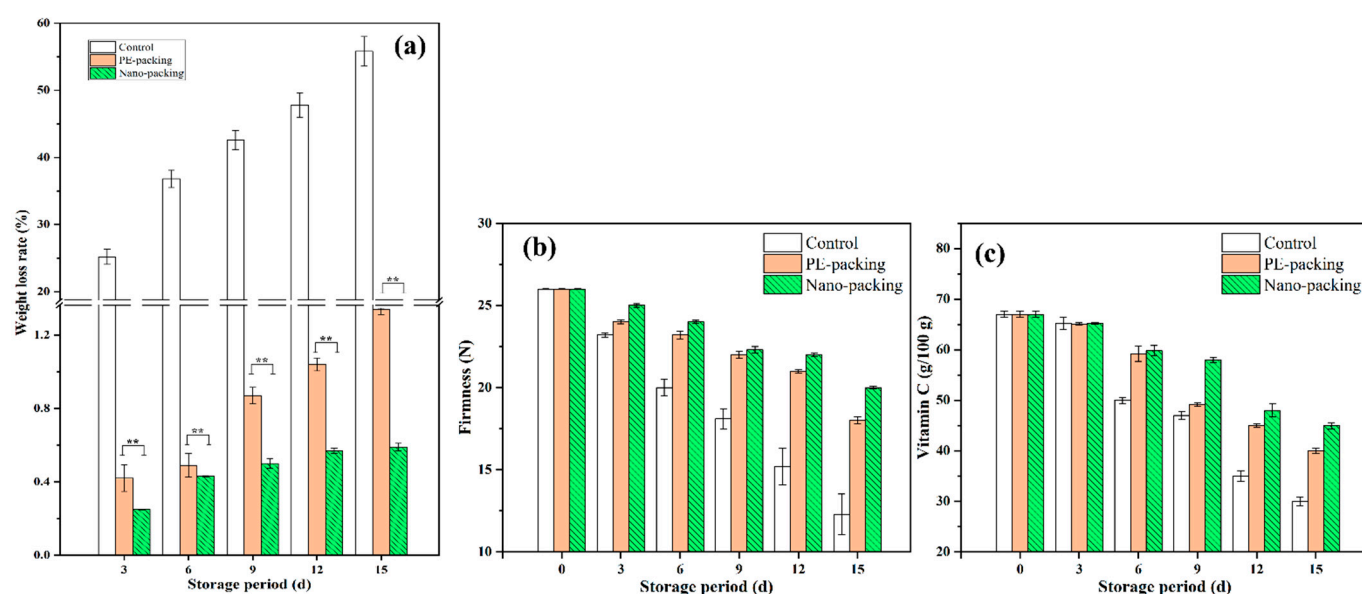 (a)
Control
PE-packing
Nano-packing
Weight loss rate (%)
60
50
40
30
20
1.2
0.8
0.4
0.0
**
**
**
**
**
3 6 9 12 15
Storage period (d)
(b)
Control
PE-packing
Nano-packing
Firmness (N)
30
25
20
15
10
0 3 6 9 12 15
Storage period (d)
(c)
Control
PE-packing
Nano-packing
Vitamin C (g/100 g)
80
70
60
50
40
30
20
0 3 6 9 12 15
Storage period (d)